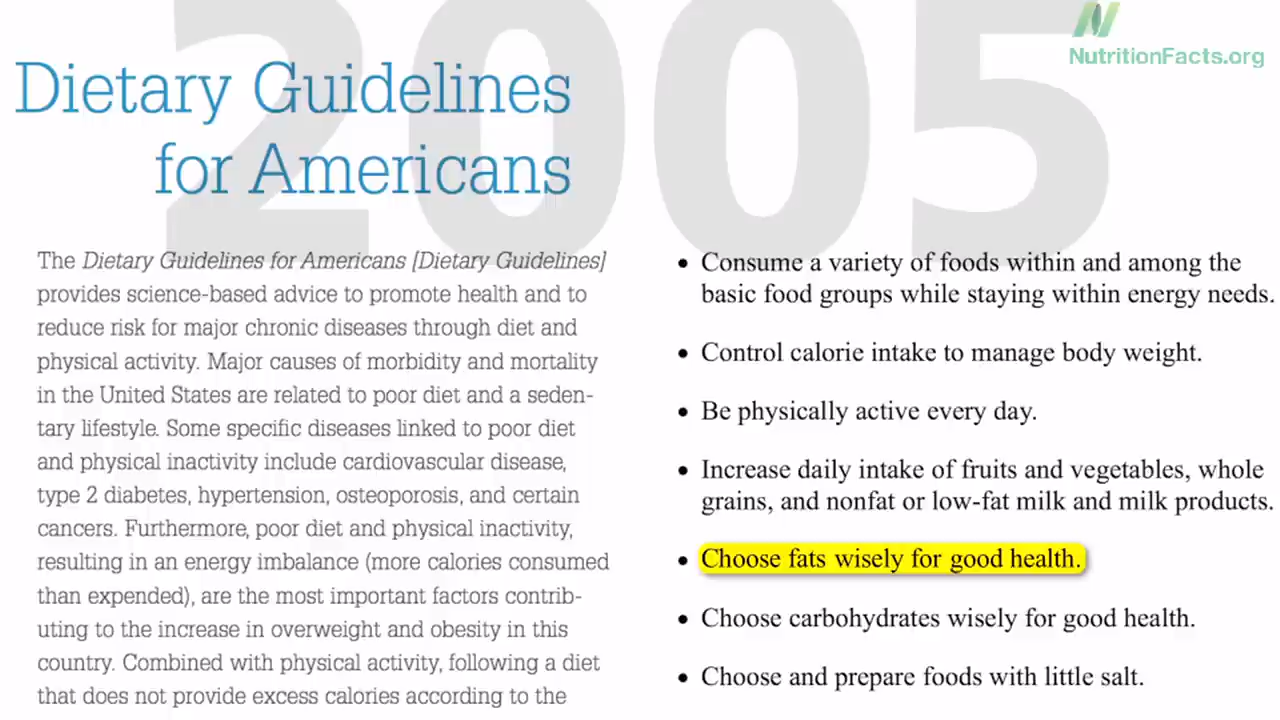 2005
NutritionFacts.org
Dietary Guidelines
for Americans
The Dietary Guidelines for Americans [Dietary Guidelines]
provides science-based advice to promote health and to
reduce risk for major chronic diseases through diet and
physical activity. Major causes of morbidity and mortality
in the United States are related to poor diet and a seden-
tary lifestyle. Some specific diseases linked to poor diet
and physical inactivity include cardiovascular disease,
type 2 diabetes, hypertension, osteoporosis, and certain
cancers. Furthermore, poor diet and physical inactivity,
resulting in an energy imbalance (more calories consumed
than expended), are the most important factors contrib-
uting to the increase in overweight and obesity in this
country. Combined with physical activity, following a diet
that does not provide excess calories according to the
• Consume a variety of foods within and among the
basic food groups while staying within energy needs.
• Control calorie intake to manage body weight.
• Be physically active every day.
• Increase daily intake of fruits and vegetables, whole
grains, and nonfat or low-fat milk and milk products.
• Choose fats wisely for good health.
• Choose carbohydrates wisely for good health.
• Choose and prepare foods with little salt.